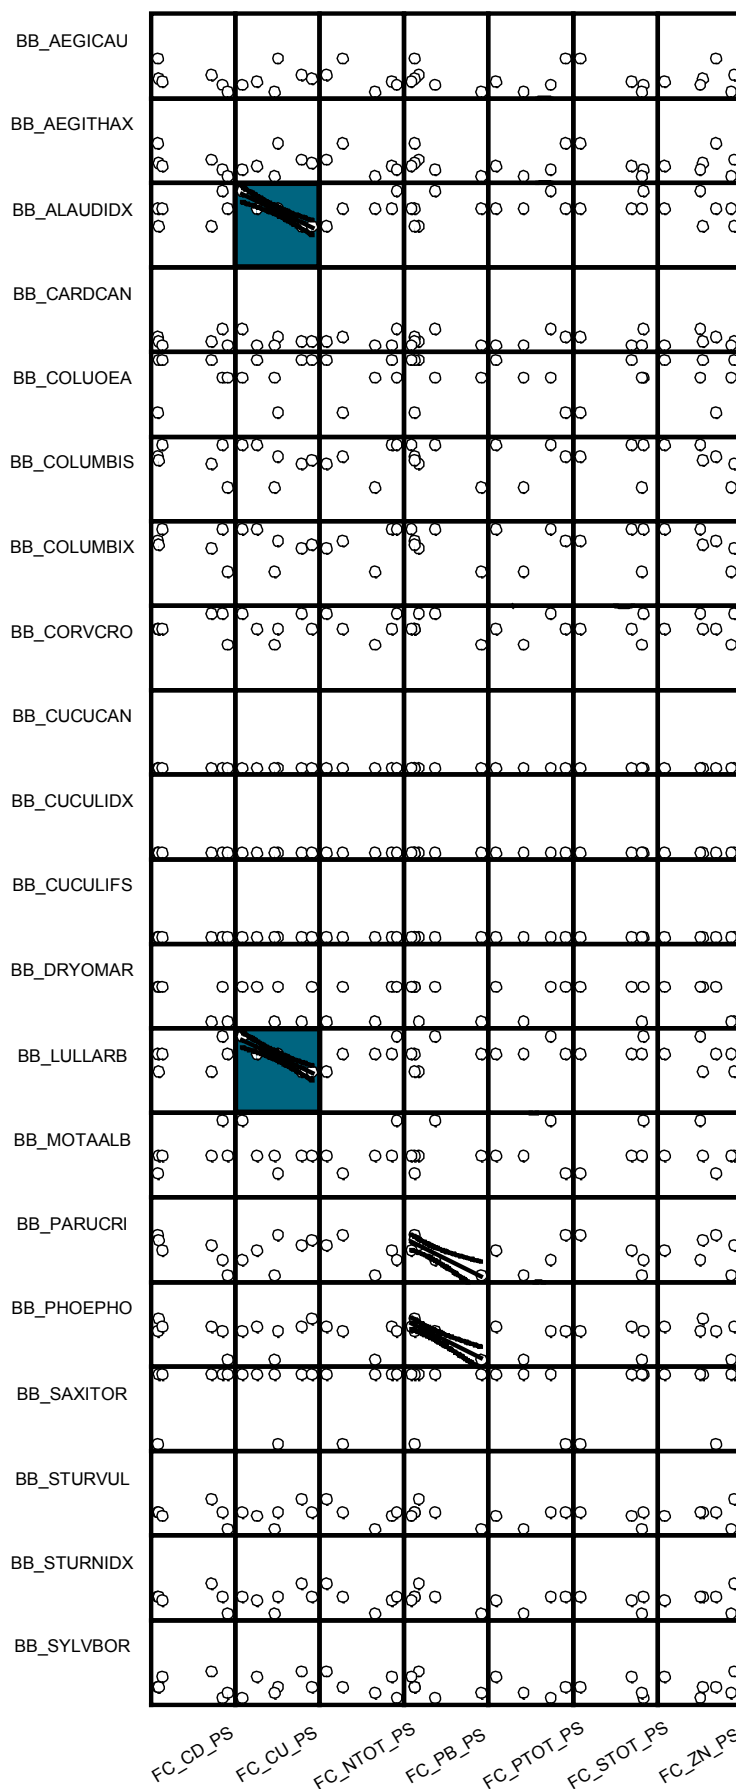 BB_AEGICAU
BB_AEGITHAX
BB_ALAUDIDX
BB_CARDCAN
BB_COLUOEA
BB_COLUMBIS
BB_COLUMBIX
BB_CORVCRO
BB_CUCUCAN
BB_CUCULIDX
BB_CUCULIFS
BB_DRYOMAR
BB_LULLARB
BB_MOTAALB
BB_PARUCRI
BB_PHOEPHO
BB_SAXITOR
BB_STURVUL
BB_STURNIDX
BB_SYLVBOR
FC_CD_PS
FC_CU_PS
FC_NTOT_PS
FC_PB_PS
FC_PTOT_PS
FC_STOT_PS
FC_ZN_PS